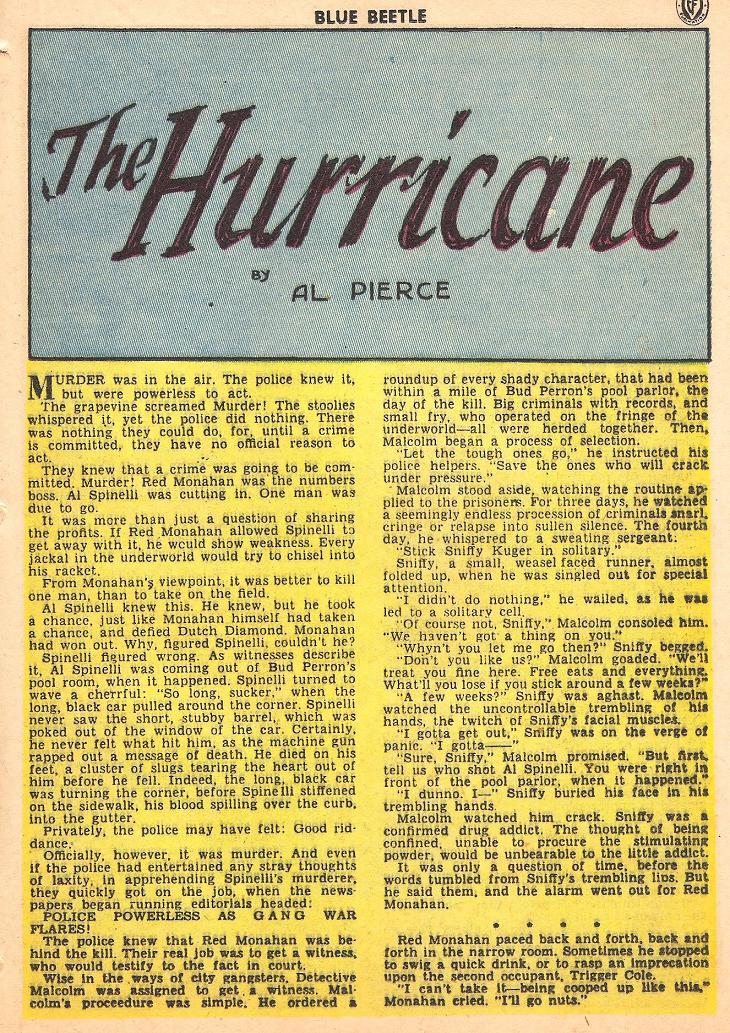 BLUE BEETLE
The Hurricane
BY
AL PIERCE
MURDER was in the air. The police knew it,
but were powerless to act.
The grapevine screamed Murder! The stoolies
whispered it, yet the police did nothing. There
was nothing they could do, for, until a crime
is committed, they have no official reason to
act.
They knew that a crime was going to be com-
mitted. Murder! Red Monahan was the numbers
boss. Al Spinelli was cutting in. One man was
due to go.
It was more than just a question of sharing
the profits. If Red Monahan allowed Spinelli to
get away with it, he would show weakness. Every
jackal in the underworld would try to chisel into
his racket.
From Monahan's viewpoint, it was better to kill
one man, than to take on the field.
Al Spinelli knew this. He knew, but he took
a chance, just like Monahan himself had taken
a chance, and defied Dutch Diamond. Monahan
had won out. Why, figured Spinelli, couldn't he?
Spinelli figured wrong. As witnesses describe
it, Al Spinelli was coming out of Bud Perron's
pool room, when it happened. Spinelli turned to
wave a cherrful: "So long, sucker," when the
long, black car pulled around the corner. Spinelli
never saw the short, stubby barrel, which was
poked out of the window of the car. Certainly,
he never felt what hit him, as the machine gun
rapped out a message of death. He died on his
feet, a cluster of slugs tearing the heart out of
him before he fell. Indeed, the long, black car
was turning the corner, before Spinelli stiffened
on the sidewalk, his blood spilling over the curb,
into the gutter.
Privately, the police may have felt: Good rid-
dance.
Officially, however, it was murder. And even
if the police had entertained any stray thoughts
of laxity, in apprehending Spinelli's murderer,
they quickly got on the job, when the news-
papers began running editorials headed:
POLICE POWERLESS AS GANG WAR
FLARES!
The police knew that Red Monahan was be-
hind the kill. Their real job was to get a witness,
who would testify to the fact in court.
Wise in the ways of city gangsters, Detective
Malcolm was assigned to get a witness. Mal-
colm's proceedure was simple. He ordered a
roundup of every shady character, that had been
within a mile of Bud Perron's pool parlor, the
day of the kill. Big criminals with records, and
small fry, who operated on the fringe of the
underworld—all were herded together. Then,
Malcolm began a process of selection.
"Let the tough ones go," he instructed his
police helpers. "Save the ones who will crack
under pressure."
Malcolm stood aside, watching the routine ap-
plied to the prisoners. For three days, he watched
a seemingly endless procession of criminals snarl,
cringe or relapse into sullen silence. The fourth
day, he whispered to a sweating sergeant:
"Stick Sniffy Kuger in solitary."
Sniffy, a small, weasel faced runner, almost
folded up, when he was singled out for special
attention.
"I didn't do nothing," he wailed, as he was
led to a solitary cell.
"Of course not, Sniffy," Malcolm consoled him.
"We haven't got a thing on you."
"Whyn't you let me go then?" Sniffy begged.
"Don't you like us?" Malcolm goaded. "We'll
treat you fine here. Free eats and everything.
What'll you lose if you stick around a few weeks?"
"A few weeks?" Sniffy was aghast. Malcolm
watched the uncontrollable trembling of his
hands, the twitch of Sniffy's facial muscles.
"I gotta get out," Sniffy was on the verge of
panic. "I gotta——"
"Sure, Sniffy," Malcolm promised. "But first,
tell us who shot Al Spinelli. You were right in
front of the pool parlor, when it happened."
"I dunno. I—" Sniffy buried his face in his
trembling hands.
Malcolm watched him crack. Sniffy was a
confirmed drug addict. The thought of being
confined, unable to procure the stimulating
powder, would be unbearable to the little addict.
It was only a question of time, before the
words tumbled from Sniffy's trembling lips. But
he said them, and the alarm went out for Red
Monahan.
* * * *
Red Monahan paced back and forth, back and
forth in the narrow room. Sometimes he stopped
to swig a quick drink, or to rasp an imprecation
upon the second occupant, Trigger Cole.
"I can't take it—being cooped up like this,"
Monahan cried. "I'll go nuts."